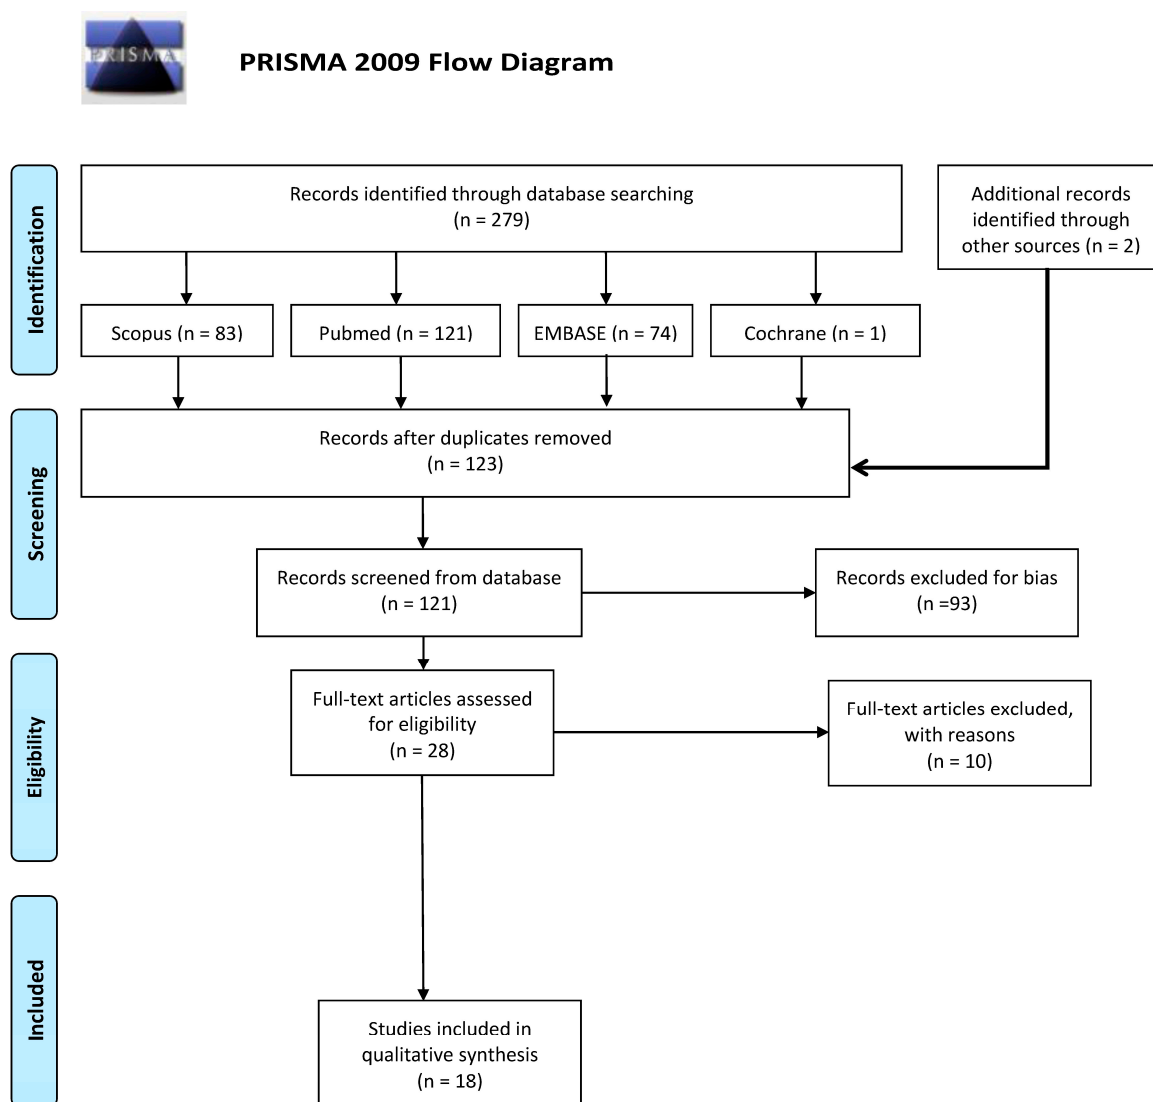 PRISMA
PRISMA 2009 Flow Diagram
Identification
Records identified through database searching
(n = 279)
Additional records
identified through
other sources (n = 2)
Scopus (n = 83)
Pubmed (n = 121)
EMBASE (n = 74)
Cochrane (n = 1)
Screening
Records after duplicates removed
(n = 123)
Records screened from database
(n = 121)
Records excluded for bias
(n =93)
Eligibility
Full-text articles assessed
for eligibility
(n = 28)
Full-text articles excluded,
with reasons
(n = 10)
Included
Studies included in
qualitative synthesis
(n = 18)